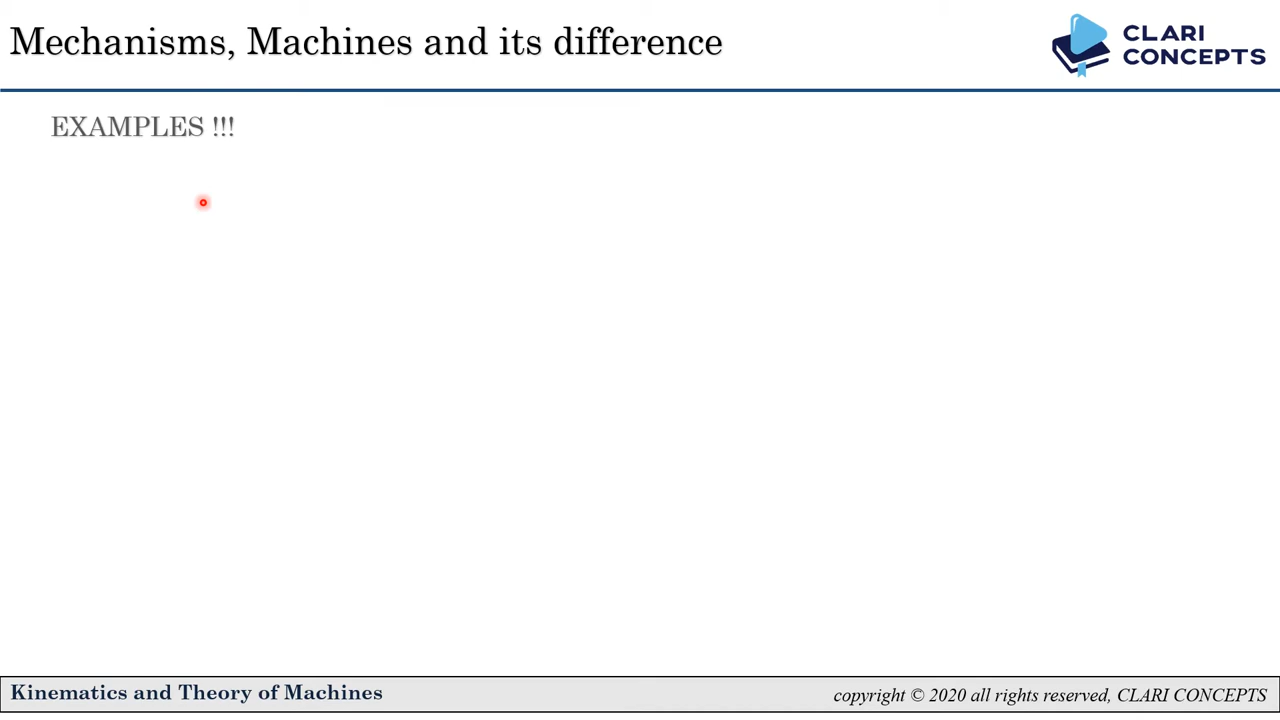 Mechanisms, Machines and its difference
CLARI
CONCEPTS
EXAMPLES !!!
Kinematics and Theory of Machines
copyright © 2020 all rights reserved, CLARI CONCEPTS